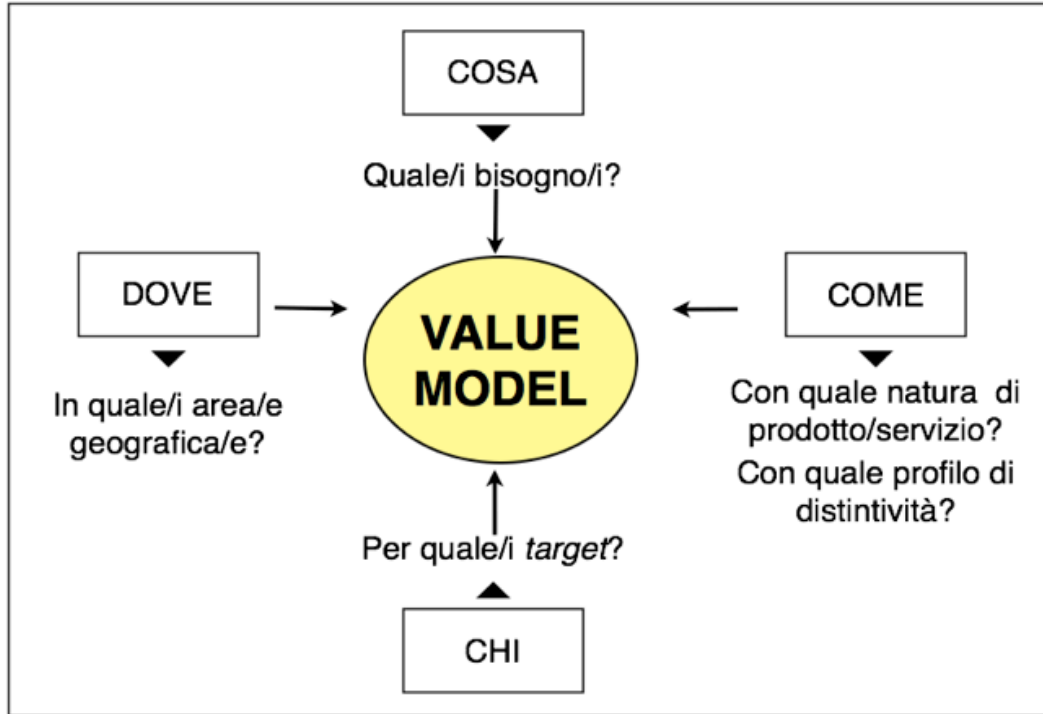 COSA
Quale/i bisogno/i?
DOVE
In quale/i area/e
geografica/e?
VALUE
MODEL
COME
Con quale natura di
prodotto/servizio?
Con quale profilo di
distintività?
Per quale/i target?
CHI